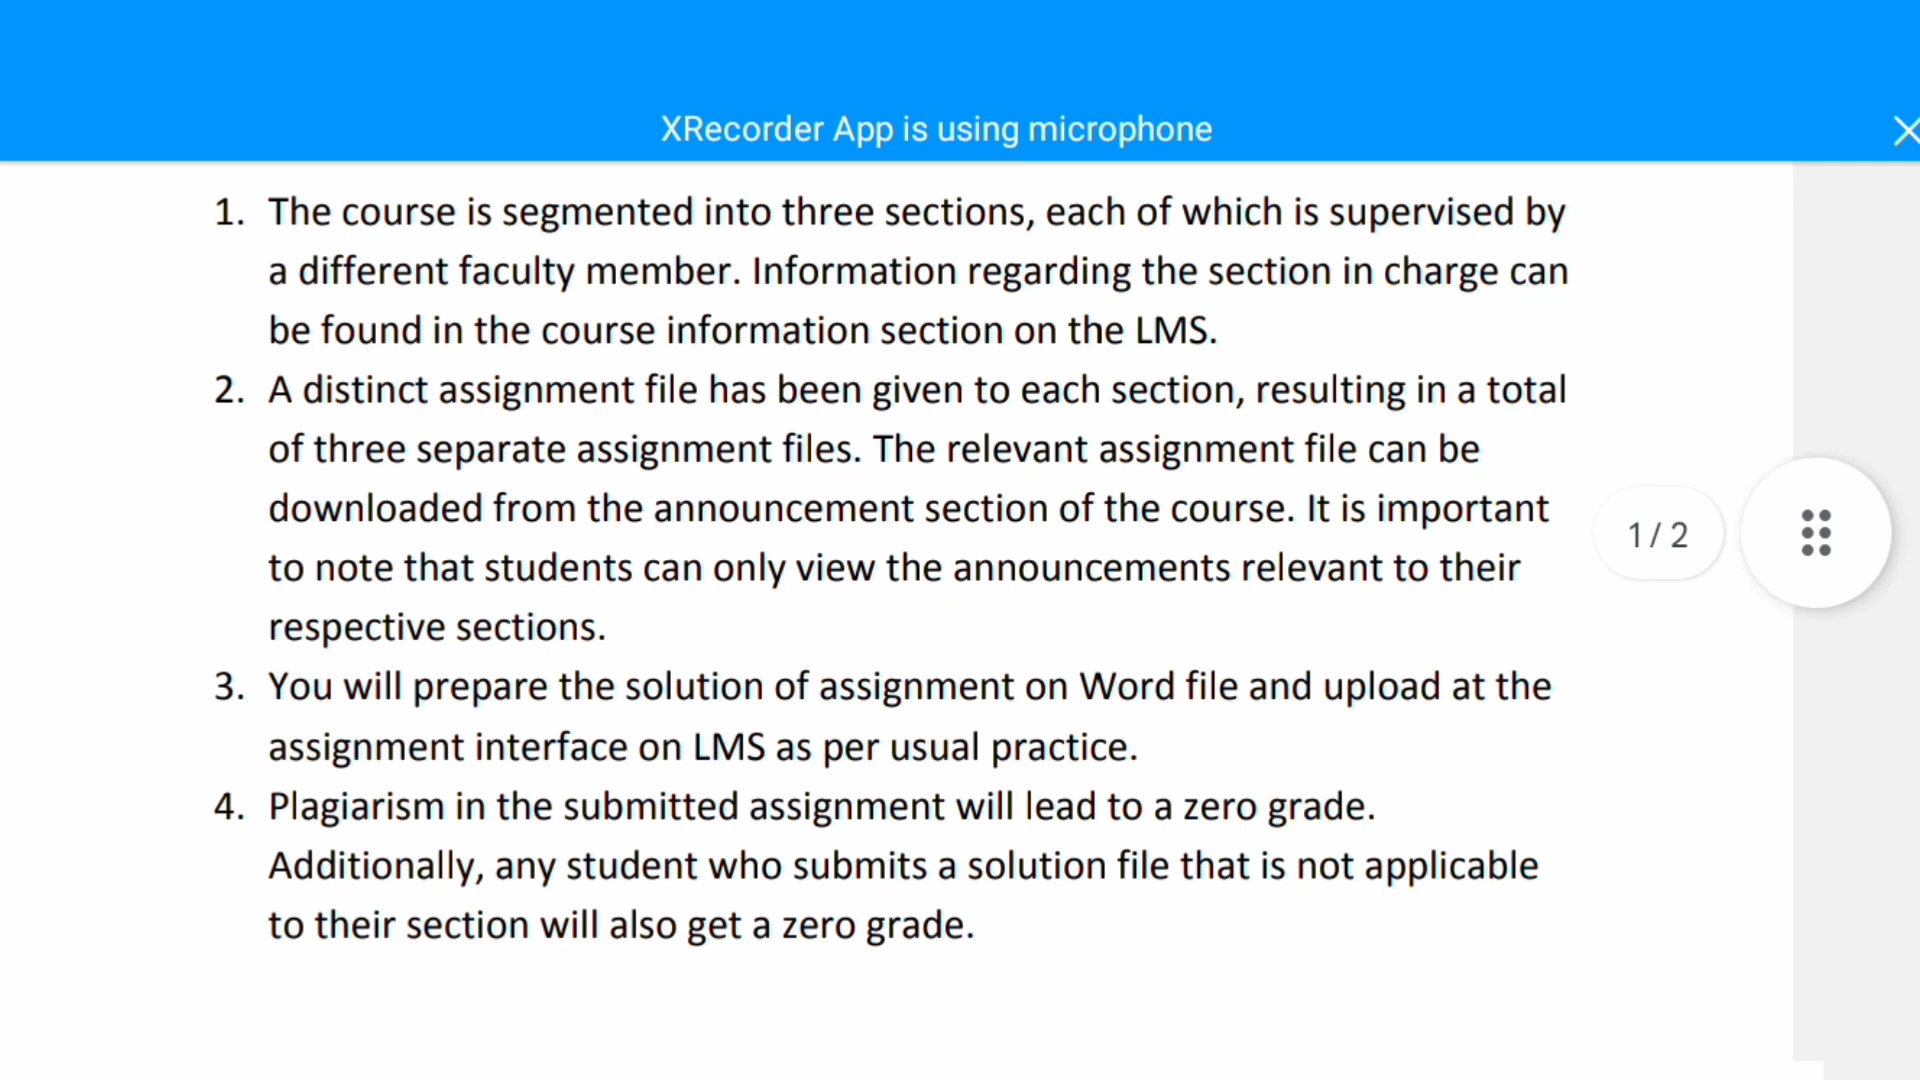 XRecorder App is using microphone
1. The course is segmented into three sections, each of which is supervised by
a different faculty member. Information regarding the section in charge can
be found in the course information section on the LMS.
2. A distinct assignment file has been given to each section, resulting in a total
of three separate assignment files. The relevant assignment file can be
downloaded from the announcement section of the course. It is important
to note that students can only view the announcements relevant to their
respective sections.
1 / 2
3. You will prepare the solution of assignment on Word file and upload at the
assignment interface on LMS as per usual practice.
4. Plagiarism in the submitted assignment will lead to a zero grade.
Additionally, any student who submits a solution file that is not applicable
to their section will also get a zero grade.